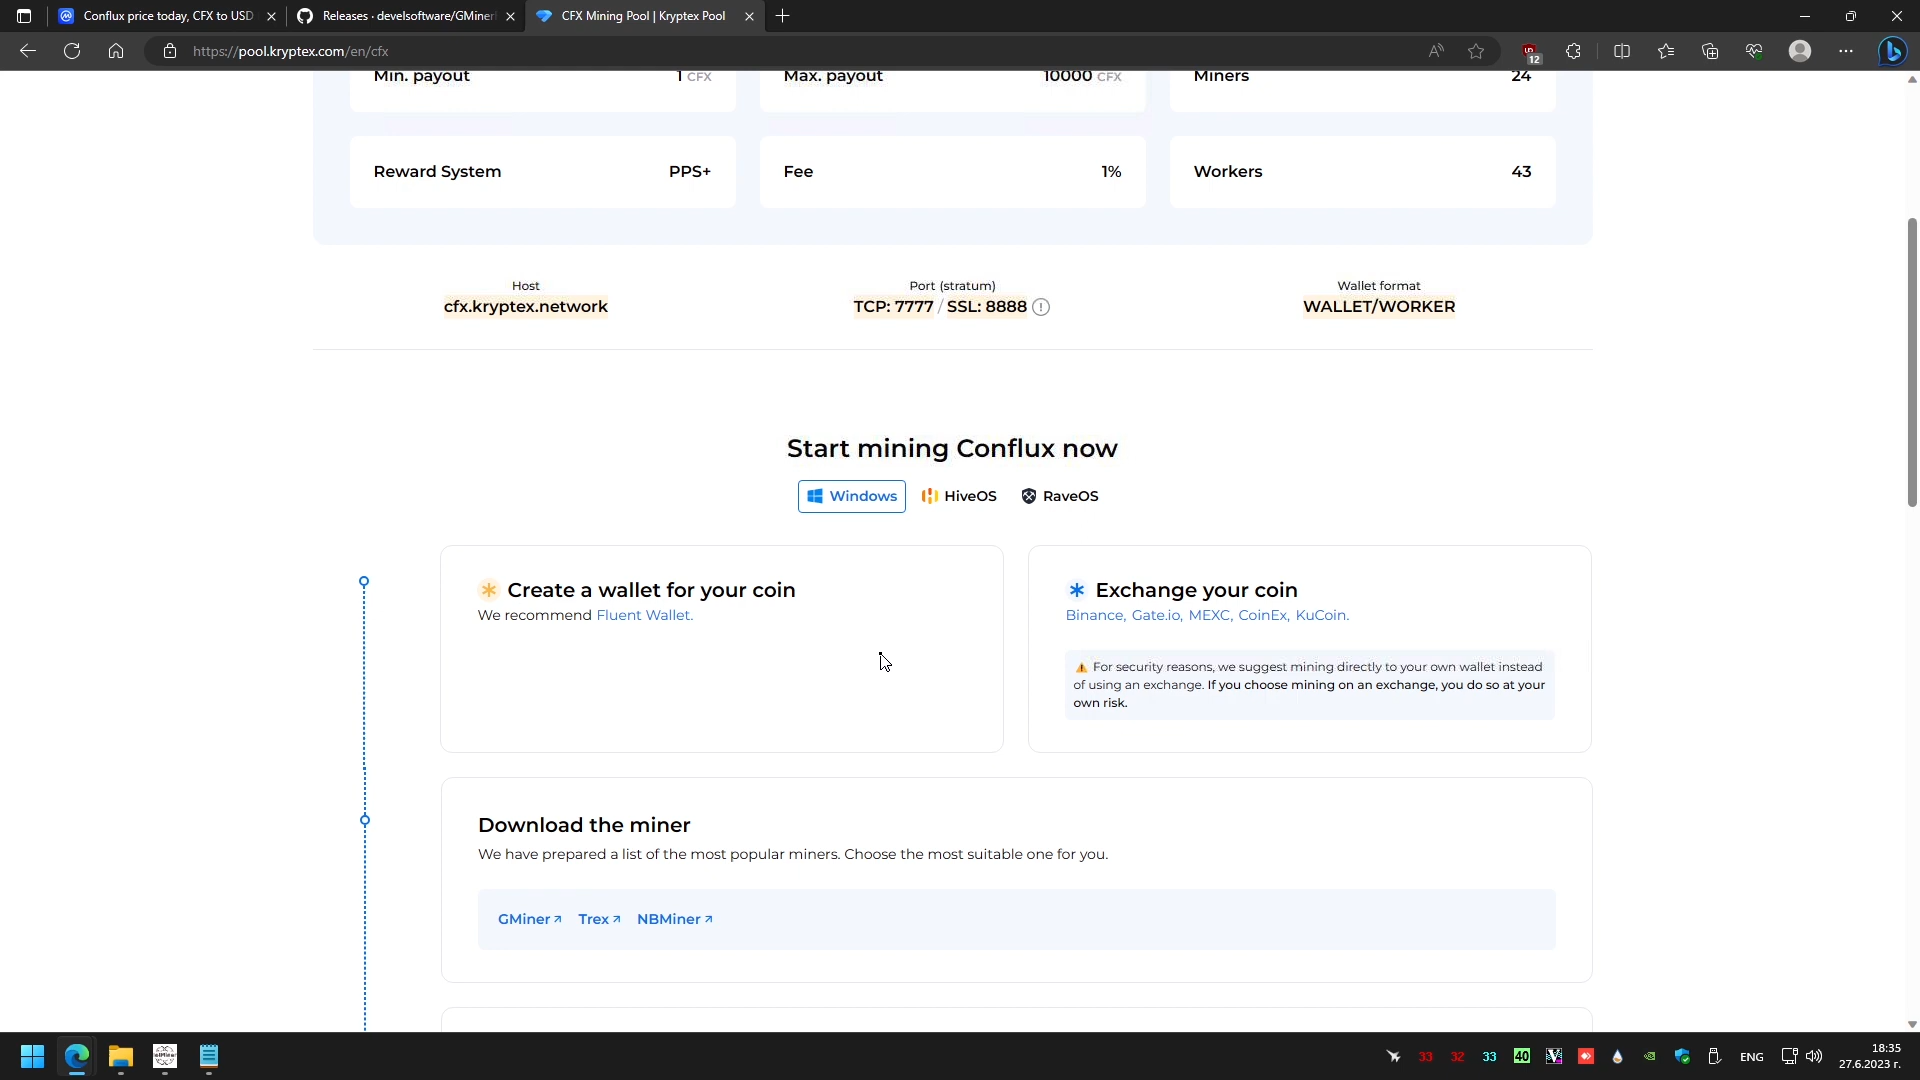 Conflux price today, CFX to USD
Releases · develsoftware/GMiner
CFX Mining Pool | Kryptex Pool
https://pool.kryptex.com/en/cfx
12
Min. payout 1 CFX
Max. payout 10000 CFX
Miners 24
Reward System PPS+
Fee 1%
Workers 43
Host
cfx.kryptex.network
Port (stratum)
TCP: 7777 / SSL: 8888
Wallet format
WALLET/WORKER
Start mining Conflux now
Windows HiveOS RaveOS
Create a wallet for your coin
We recommend Fluent Wallet.
Exchange your coin
Binance, Gate.io, MEXC, CoinEx, KuCoin.
For security reasons, we suggest mining directly to your own wallet instead
of using an exchange. If you choose mining on an exchange, you do so at your
own risk.
Download the miner
We have prepared a list of the most popular miners. Choose the most suitable one for you.
GMiner Trex NBMiner
33 32 33 40 ENG
18:35
27.6.2023 г.